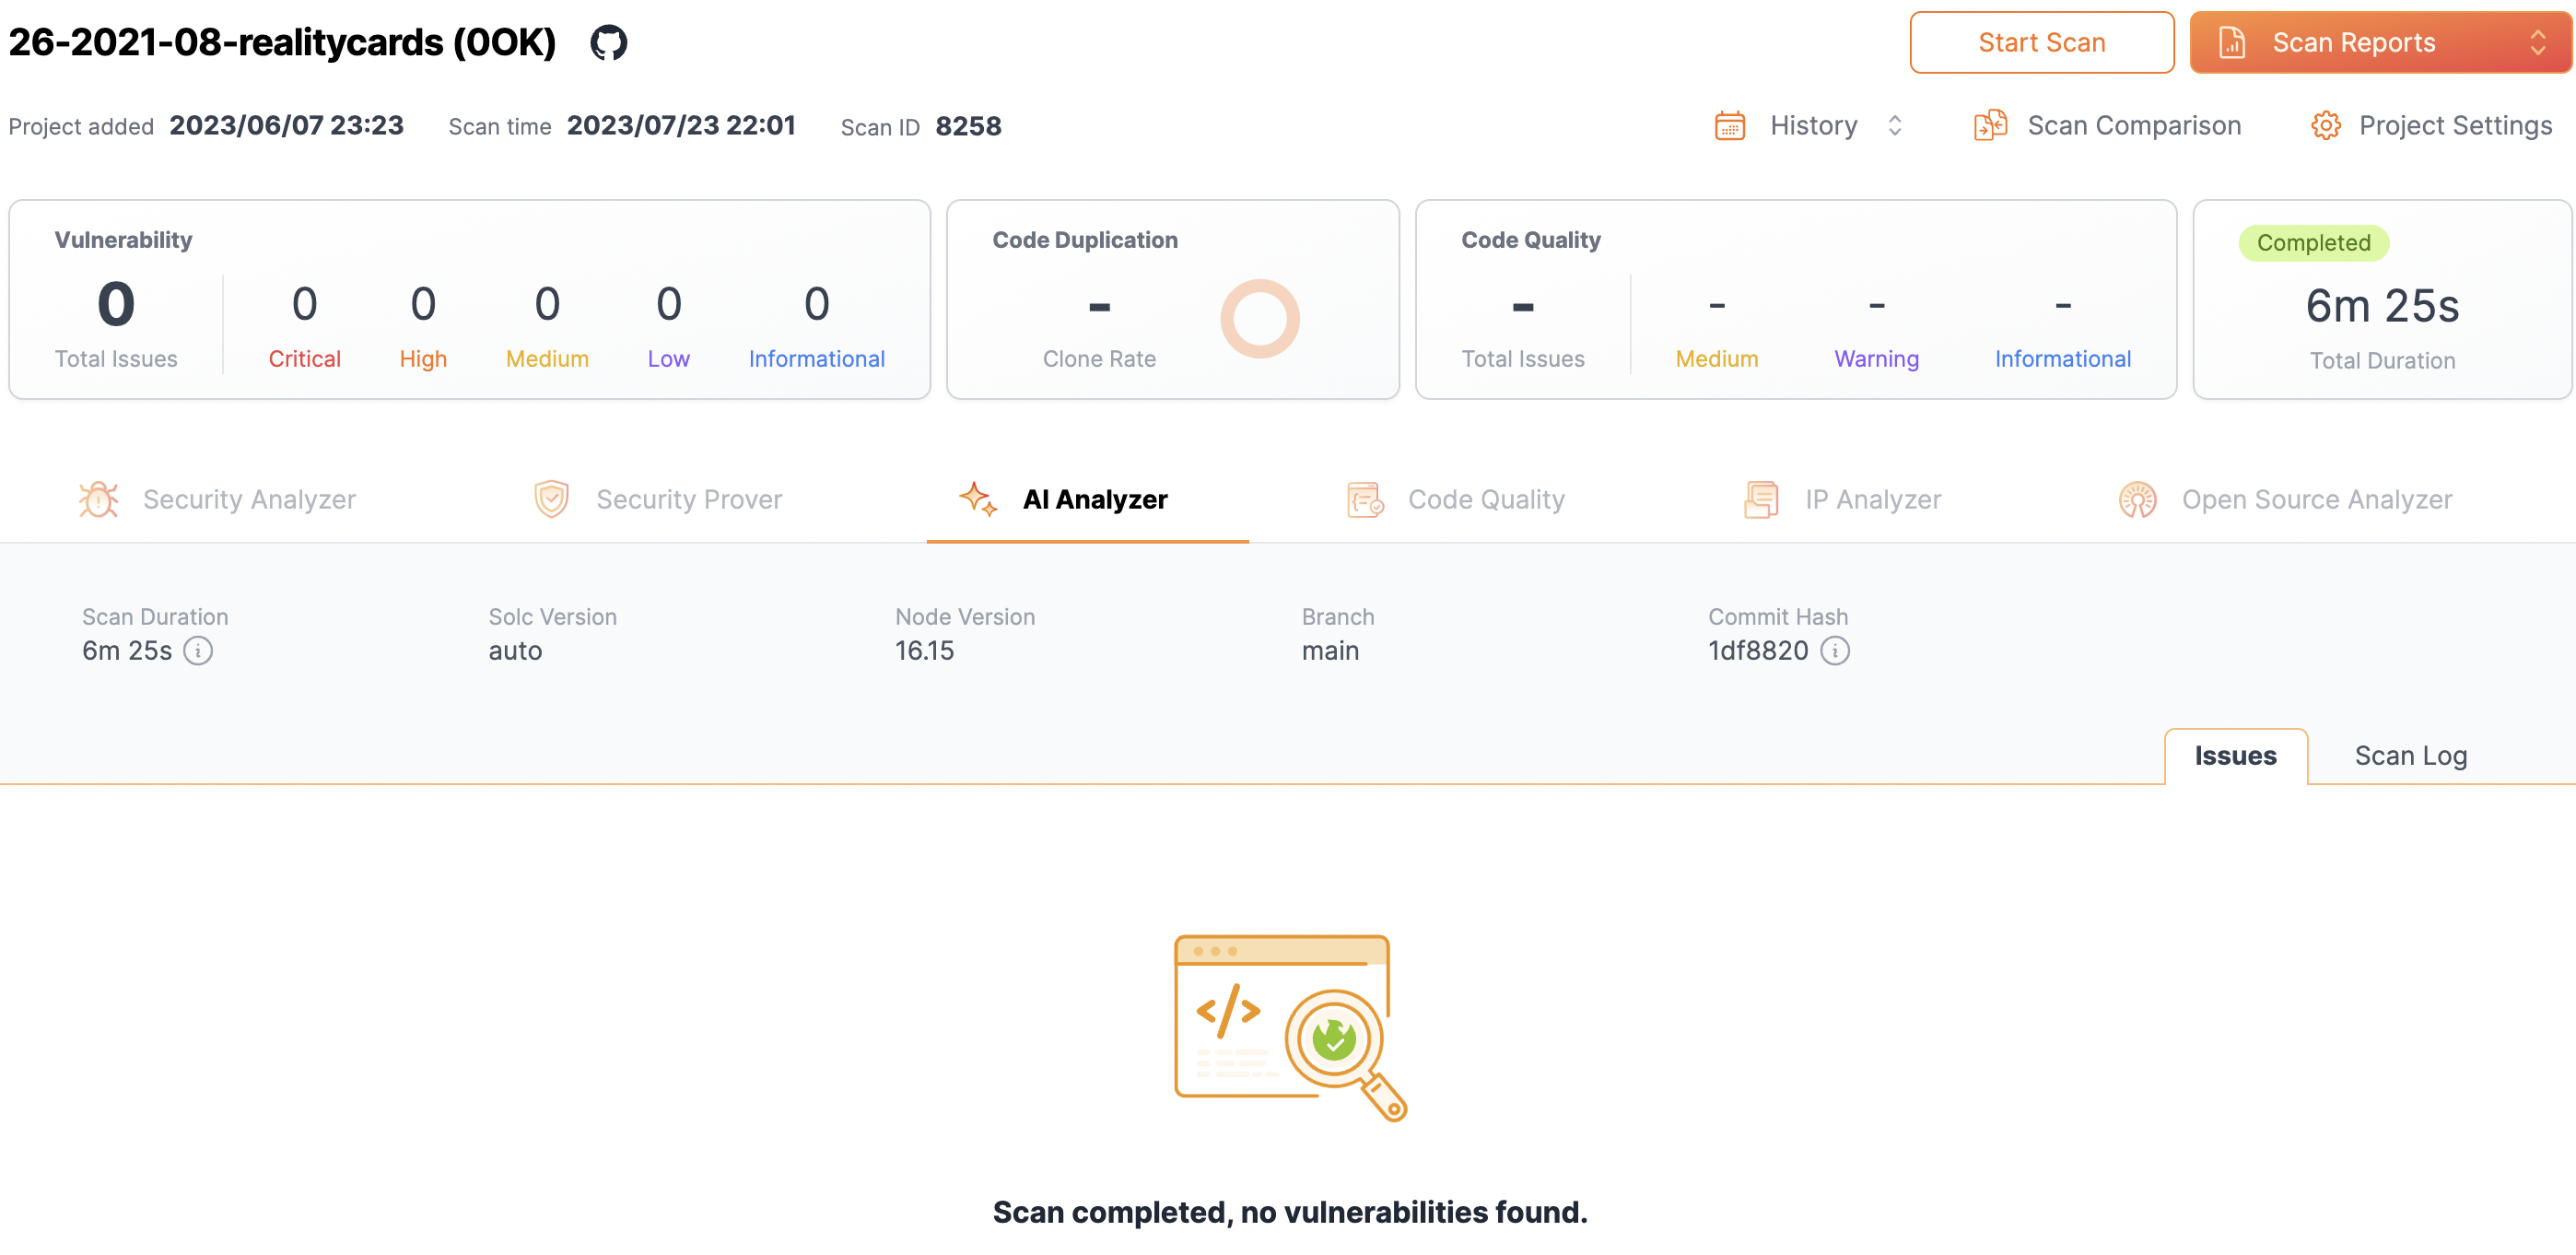 26-2021-08-realitycards (0OK)
Start Scan
Scan Reports
Project added 2023/06/07 23:23 Scan time 2023/07/23 22:01 Scan ID 8258
History
Scan Comparison
Project Settings
Vulnerability
0 0 0 0 0 0
Total Issues Critical High Medium Low Informational
Code Duplication
-
Clone Rate
Code Quality
- - - -
Total Issues Medium Warning Informational
Completed
6m 25s
Total Duration
Security Analyzer Security Prover AI Analyzer Code Quality IP Analyzer Open Source Analyzer
Scan Duration Solc Version Node Version Branch Commit Hash
6m 25s auto 16.15 main 1df8820
Issues Scan Log
</>
Scan completed, no vulnerabilities found.